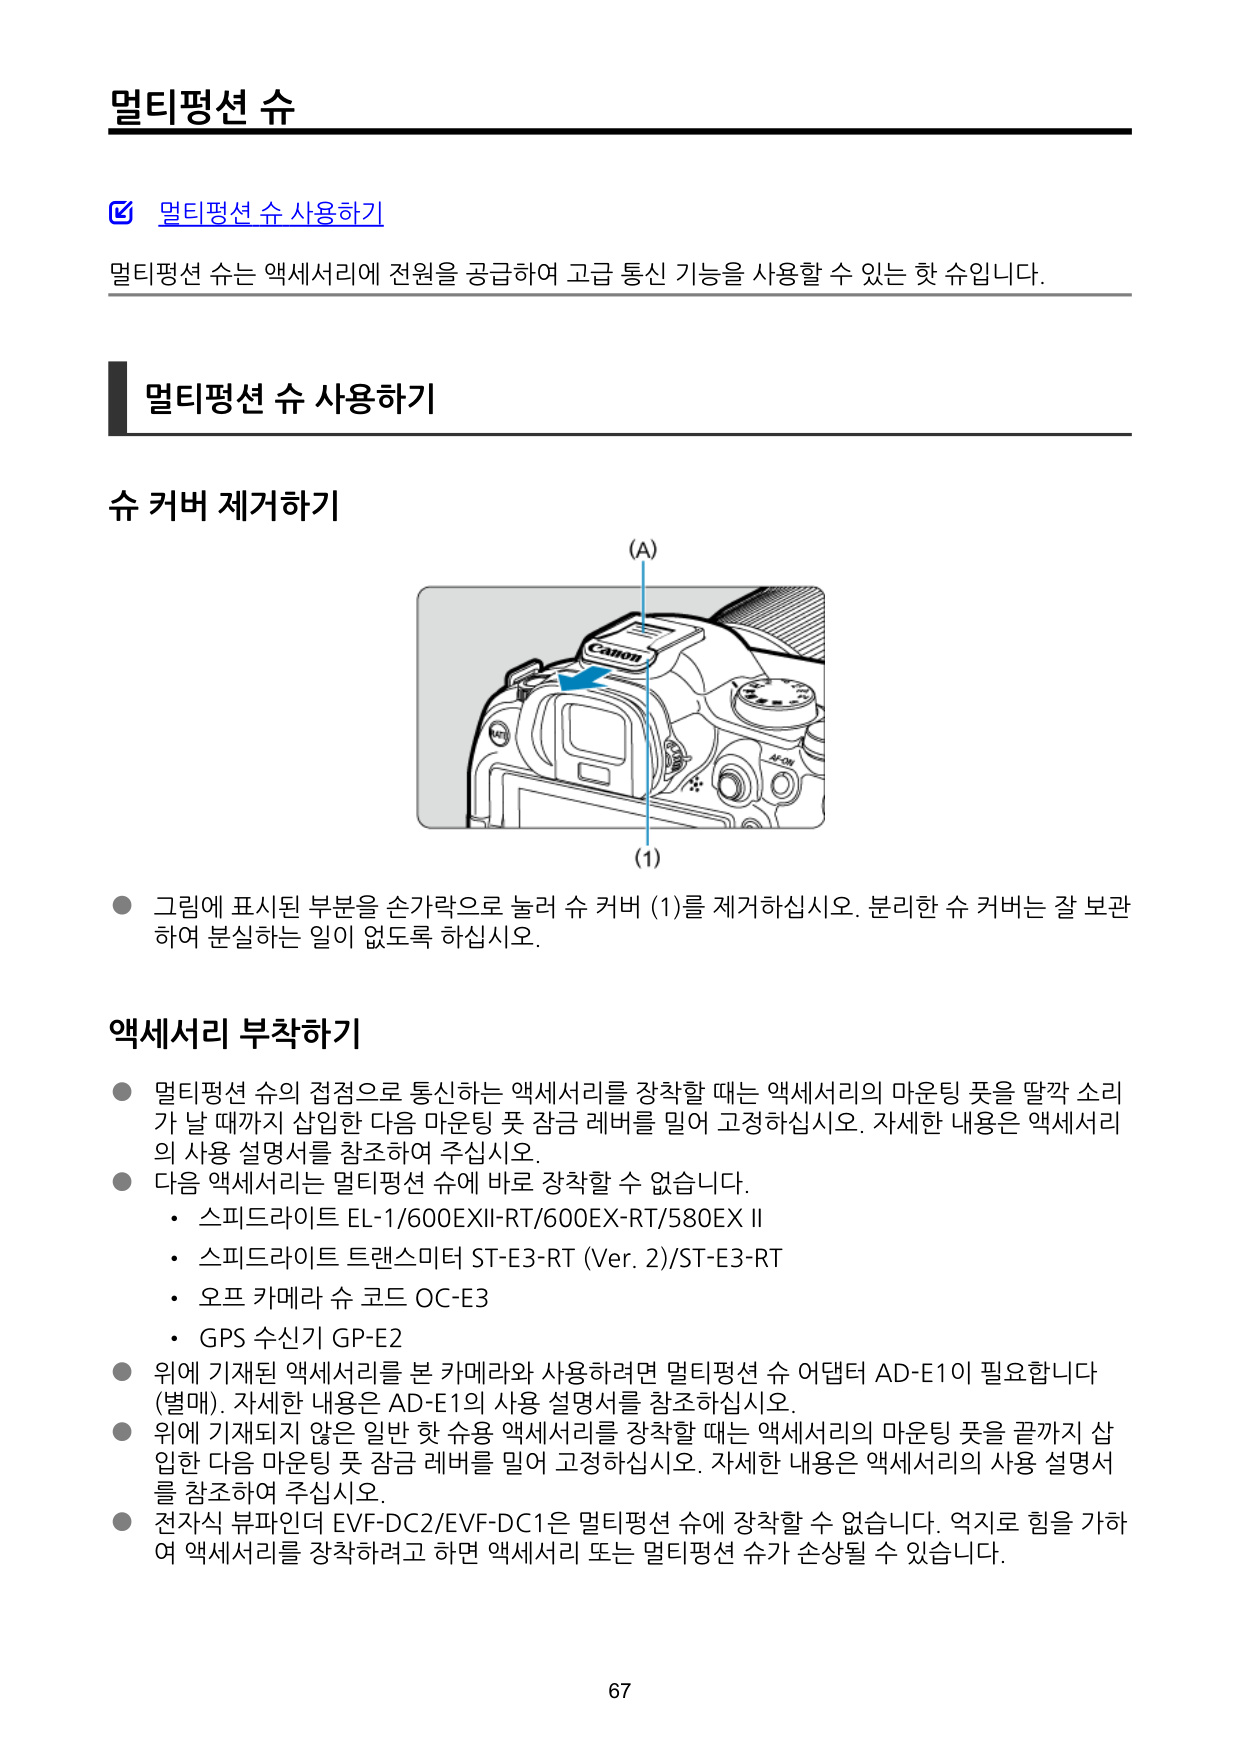 멀티펑션 슈
멀티펑션 슈 사용하기
멀티펑션 슈는 액세서리에 전원을 공급하여 고급 통신 기능을 사용할 수 있는 핫 슈입니다.
멀티펑션 슈 사용하기
슈 커버 제거하기
(A)
Canon
RATE
AF-ON
(1)
● 그림에 표시된 부분을 손가락으로 눌러 슈 커버 (1)를 제거하십시오. 분리한 슈 커버는 잘 보관
하여 분실하는 일이 없도록 하십시오.
액세서리 부착하기
● 멀티펑션 슈의 접점으로 통신하는 액세서리를 장착할 때는 액세서리의 마운팅 풋을 딸깍 소리
가 날 때까지 삽입한 다음 마운팅 풋 잠금 레버를 밀어 고정하십시오. 자세한 내용은 액세서리
의 사용 설명서를 참조하여 주십시오.
● 다음 액세서리는 멀티펑션 슈에 바로 장착할 수 없습니다.
• 스피드라이트 EL-1/600EXII-RT/600EX-RT/580EX II
• 스피드라이트 트랜스미터 ST-E3-RT (Ver. 2)/ST-E3-RT
• 오프 카메라 슈 코드 OC-E3
• GPS 수신기 GP-E2
● 위에 기재된 액세서리를 본 카메라와 사용하려면 멀티펑션 슈 어댑터 AD-E1이 필요합니다
(별매). 자세한 내용은 AD-E1의 사용 설명서를 참조하십시오.
● 위에 기재되지 않은 일반 핫 슈용 액세서리를 장착할 때는 액세서리의 마운팅 풋을 끝까지 삽
입한 다음 마운팅 풋 잠금 레버를 밀어 고정하십시오. 자세한 내용은 액세서리의 사용 설명서
를 참조하여 주십시오.
● 전자식 뷰파인더 EVF-DC2/EVF-DC1은 멀티펑션 슈에 장착할 수 없습니다. 억지로 힘을 가하
여 액세서리를 장착하려고 하면 액세서리 또는 멀티펑션 슈가 손상될 수 있습니다.
67